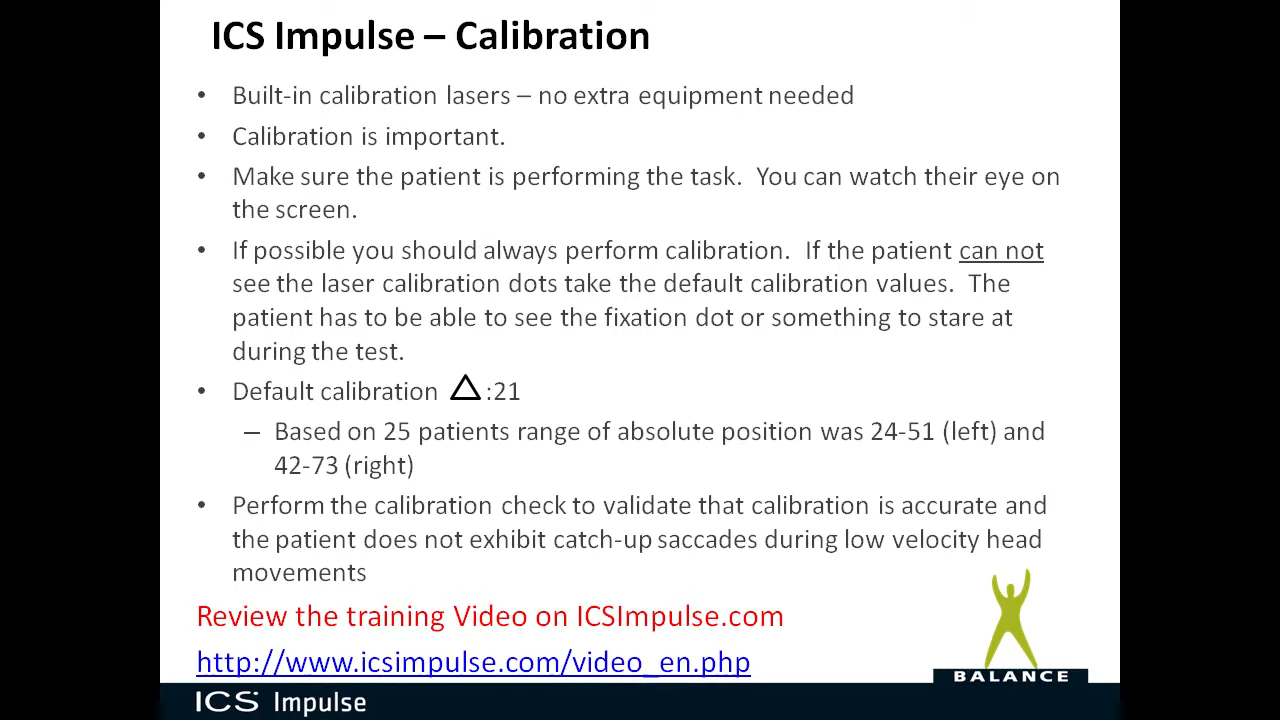 ICS Impulse – Calibration
• Built-in calibration lasers – no extra equipment needed
• Calibration is important.
• Make sure the patient is performing the task.  You can watch their eye on
the screen.
• If possible you should always perform calibration.  If the patient can not
see the laser calibration dots take the default calibration values.  The
patient has to be able to see the fixation dot or something to stare at
during the test.
• Default calibration △:21
– Based on 25 patients range of absolute position was 24-51 (left) and
42-73 (right)
• Perform the calibration check to validate that calibration is accurate and
the patient does not exhibit catch-up saccades during low velocity head
movements
Review the training Video on ICSImpulse.com
http://www.icsimpulse.com/video_en.php
BALANCE
ICS Impulse